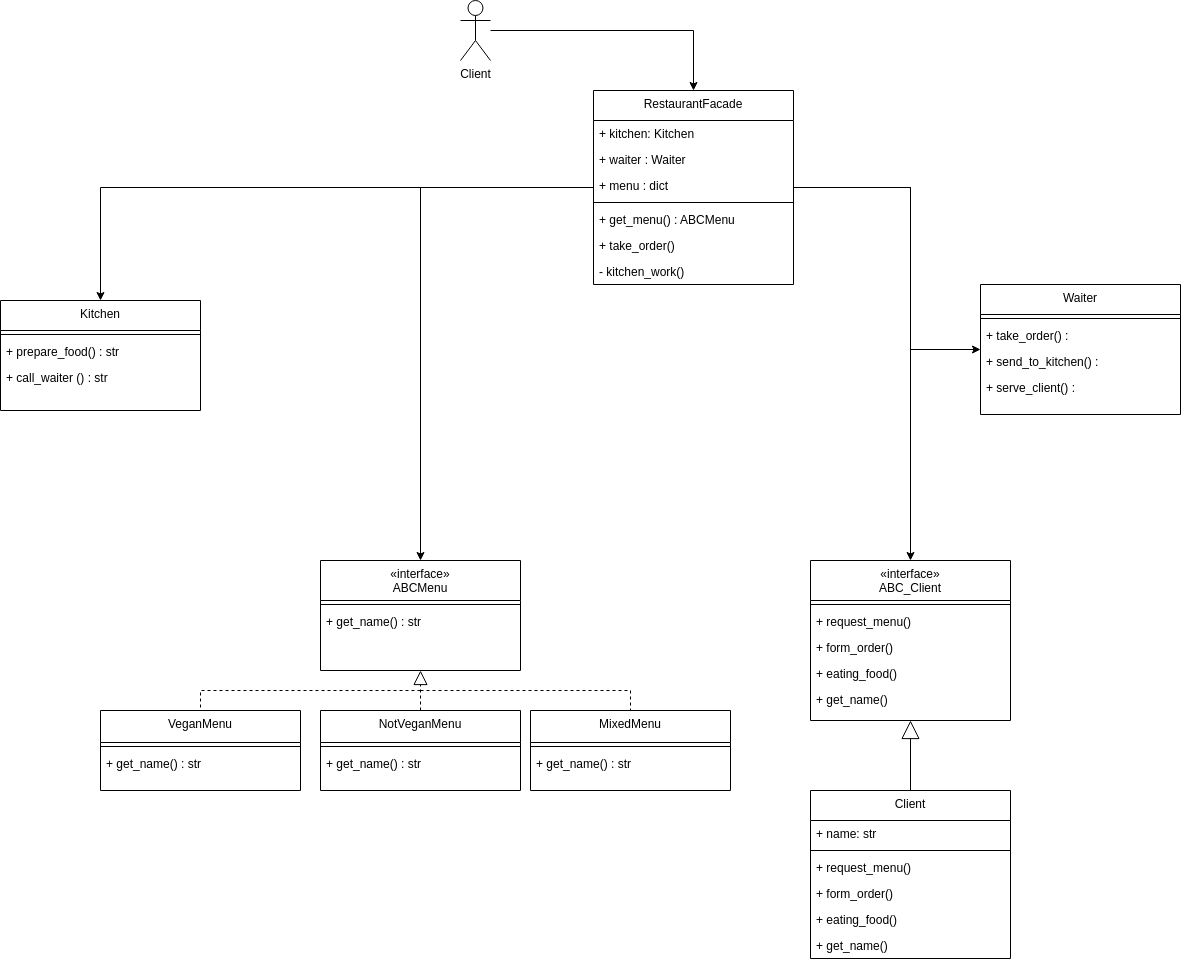 Client
RestaurantFacade
+ kitchen: Kitchen
+ waiter : Waiter
+ menu : dict
+ get_menu() : ABCMenu
+ take_order()
- kitchen_work()
Kitchen
+ prepare_food() : str
+ call_waiter () : str
Waiter
+ take_order() :
+ send_to_kitchen() :
+ serve_client() :
«interface»
ABCMenu
+ get_name() : str
«interface»
ABC_Client
+ request_menu()
+ form_order()
+ eating_food()
+ get_name()
VeganMenu
+ get_name() : str
NotVeganMenu
+ get_name() : str
MixedMenu
+ get_name() : str
Client
+ name: str
+ request_menu()
+ form_order()
+ eating_food()
+ get_name()